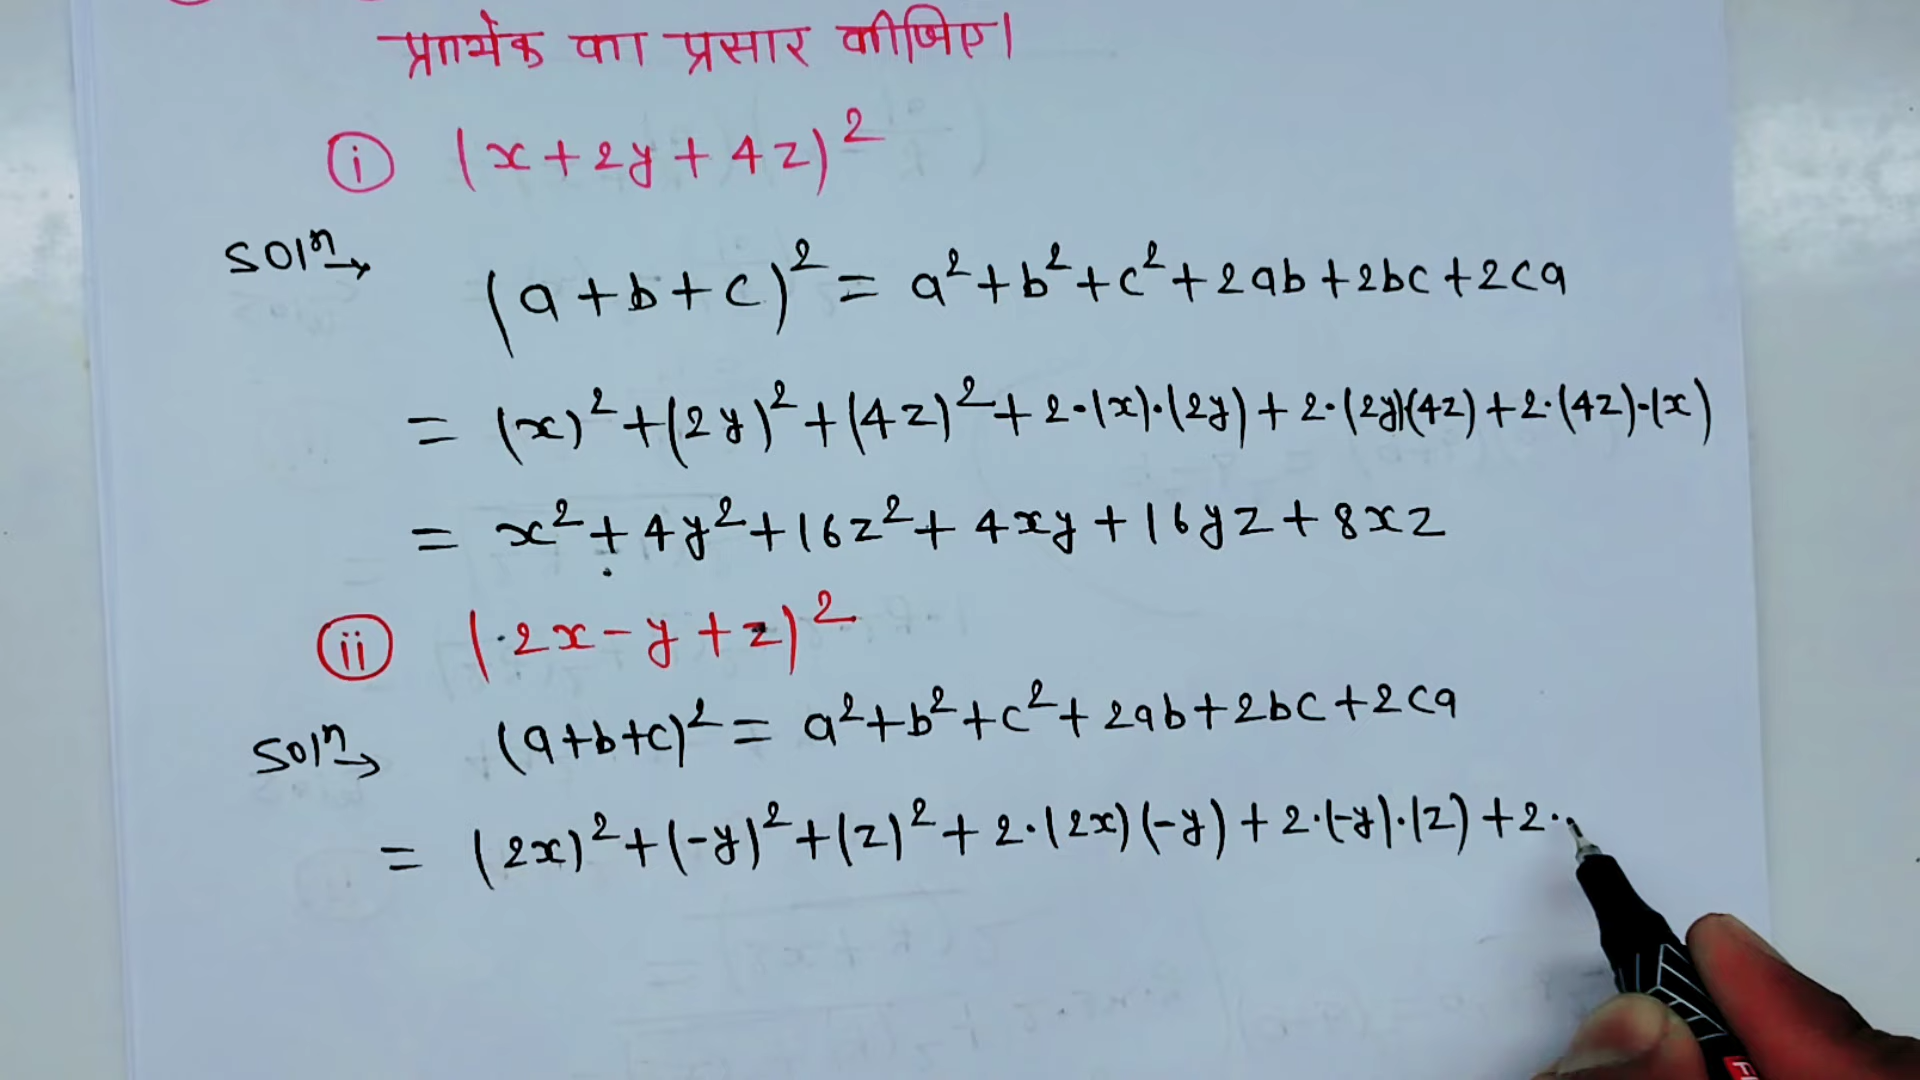 प्रत्येक का प्रसार कीजिए।
(i) (x+2y+4z)²
Solⁿ→ (a+b+c)² = a²+b²+c²+2ab+2bc+2ca
= (x)²+(2y)²+(4z)²+2·(x)·(2y)+2·(2y)(4z)+2·(4z)·(x)
= x²+4y²+16z²+4xy+16yz+8xz
(ii) (2x-y+z)²
Solⁿ→ (a+b+c)² = a²+b²+c²+2ab+2bc+2ca
= (2x)²+(-y)²+(z)²+2·(2x)(-y)+2·(-y)·(z)+2·